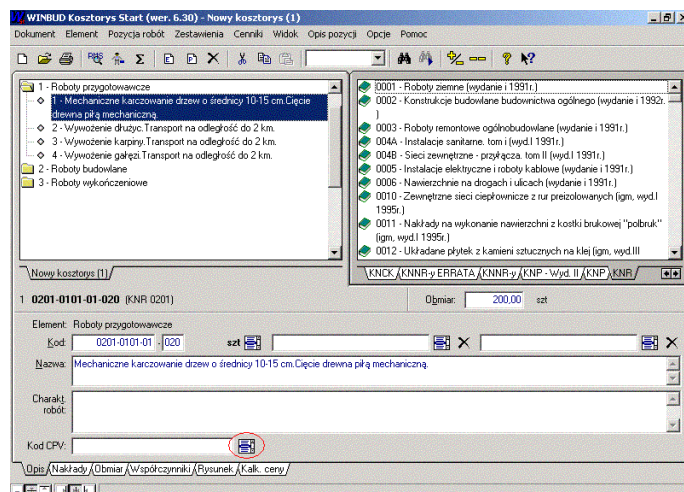 WINBUD Kosztorys Start (wer. 6.30) - Nowy kosztorys (1)
Dokument Element Pozycja robót Zestawienia Cenniki Widok Opis pozycji Opcje Pomoc
1 - Roboty przygotowawcze
1 - Mechaniczne karczowanie drzew o średnicy 10-15 cm.Cięcie
drewna piłą mechaniczną.
2 - Wywożenie dłużyc.Transport na odległość do 2 km.
3 - Wywożenie karpiny.Transport na odległość do 2 km.
4 - Wywożenie gałęzi.Transport na odległość do 2 km.
2 - Roboty budowlane
3 - Roboty wykończeniowe
Nowy kosztorys (1)
0001 - Roboty ziemne (wydanie i 1991r.)
0002 - Konstrukcje budowlane budownictwa ogólnego (wydanie i 1992r.
)
0003 - Roboty remontowe ogólnobudowlane (wydanie i 1991r.)
004A - Instalacje sanitarne. tom i (wyd.I 1991r.)
004B - Sieci zewnętrzne - przyłącza. tom II (wyd.I 1991r.)
0005 - Instalacje elektryczne i roboty kablowe (wydanie i 1991r.)
0006 - Nawierzchnie na drogach i ulicach (wydanie i 1991r.)
0010 - Zewnętrzne sieci ciepłownicze z rur preizolowanych (igm, wyd.I
1995r.)
0011 - Nakłady na wykonanie nawierzchni z kostki brukowej "polbruk"
(igm, wyd.I 1995r.)
0012 - Układane płytek z kamieni sztucznych na klej (igm, wyd.III
KNCK KNNR-y ERRATA KNNR-y KNP - Wyd. II KNP KNR
1 0201-0101-01-020 (KNR 0201)
Obmiar: 200,00 szt
Element: Roboty przygotowawcze
Kod: 0201-0101-01 - 020 szt
Nazwa: Mechaniczne karczowanie drzew o średnicy 10-15 cm.Cięcie drewna piłą mechaniczną.
Charakt.
robót:
Kod CPV:
Opis Nakłady Obmiar Współczynniki Rysunek Kalk. ceny